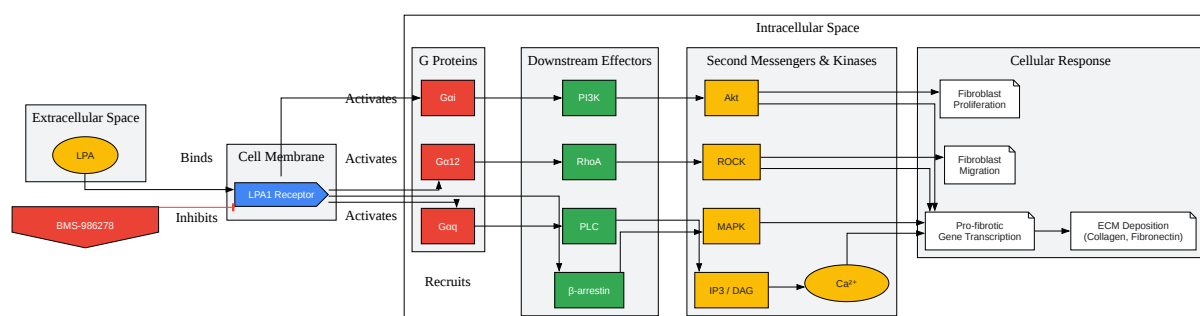 Intracellular Space
G Proteins
Downstream Effectors
Second Messengers & Kinases
Cellular Response
Extracellular Space
LPA
Binds
Cell Membrane
LPA1 Receptor
BMS-986278
Inhibits
Activates
Activates
Activates
Recruits
Gαi
Gα12
Gαq
PI3K
RhoA
PLC
β-arrestin
Akt
ROCK
MAPK
IP3 / DAG
Ca²⁺
Fibroblast
Proliferation
Fibroblast
Migration
Pro-fibrotic
Gene Transcription
ECM Deposition
(Collagen, Fibronectin)